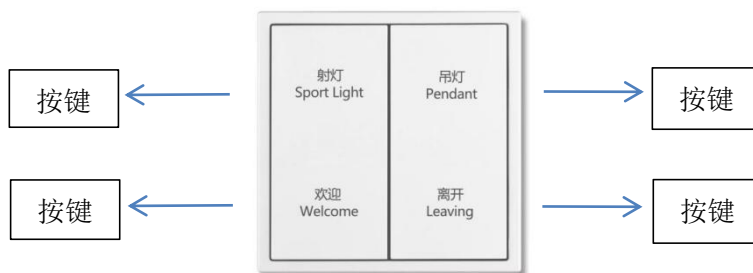 射灯
Sport Light
吊灯
Pendant
按键
按键
欢迎
Welcome
离开
Leaving
按键
按键